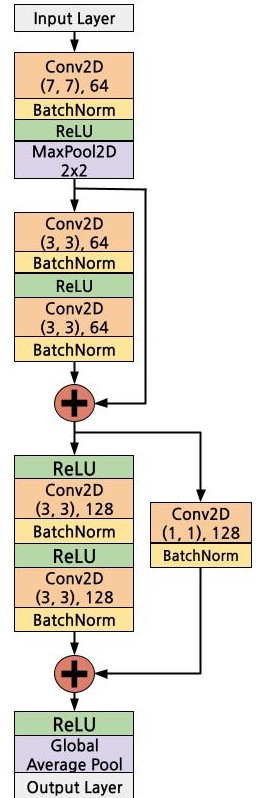 Input Layer
Conv2D
(7, 7), 64
BatchNorm
ReLU
MaxPool2D
2x2
Conv2D
(3, 3), 64
BatchNorm
ReLU
Conv2D
(3, 3), 64
BatchNorm
+
ReLU
Conv2D
(3, 3), 128
BatchNorm
ReLU
Conv2D
(3, 3), 128
BatchNorm
Conv2D
(1, 1), 128
BatchNorm
+
ReLU
Global
Average Pool
Output Layer